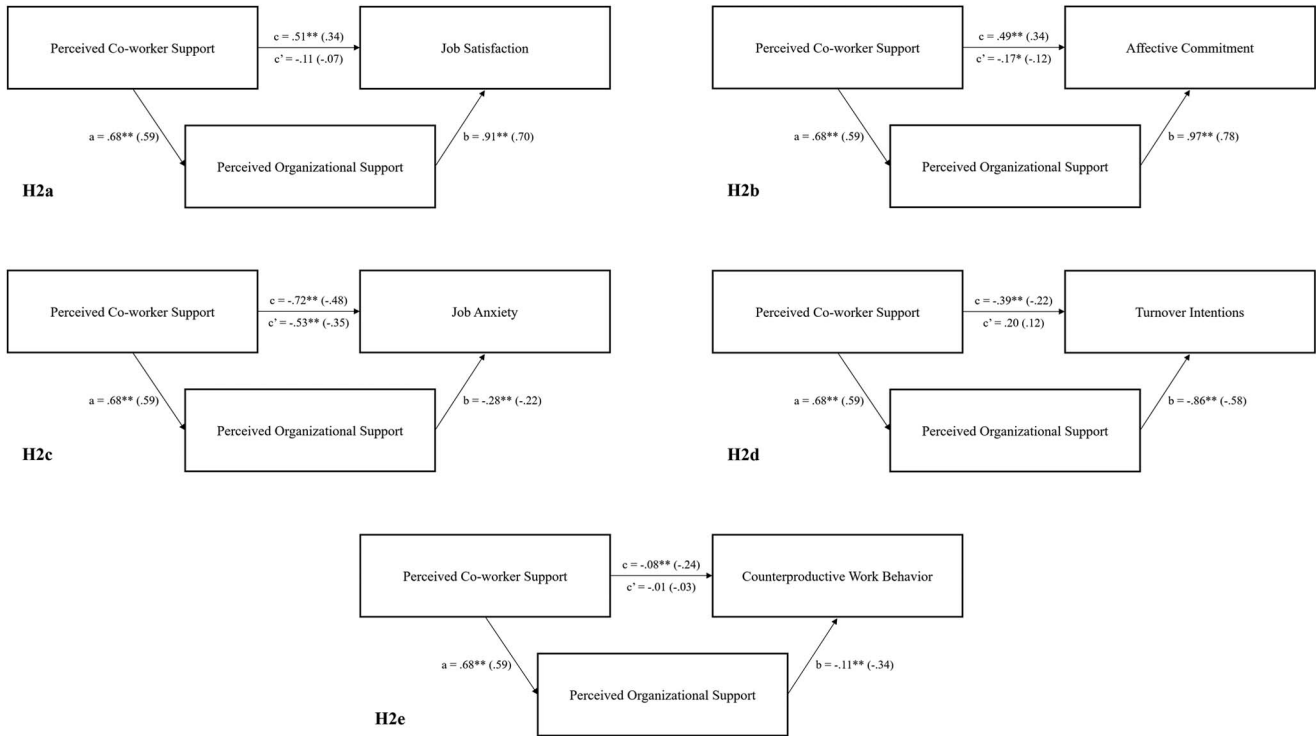 Perceived Co-worker Support
c = .51** (.34)
c’ = -.11 (-.07)
Job Satisfaction
a = .68** (.59)
b = .91** (.70)
Perceived Organizational Support
H2a
Perceived Co-worker Support
c = .49** (.34)
c’ = -.17* (-.12)
Affective Commitment
a = .68** (.59)
b = .97** (.78)
Perceived Organizational Support
H2b
Perceived Co-worker Support
c = -.72** (-.48)
c’ = -.53** (-.35)
Job Anxiety
a = .68** (.59)
b = -.28** (-.22)
Perceived Organizational Support
H2c
Perceived Co-worker Support
c = -.39** (-.22)
c’ = .20 (.12)
Turnover Intentions
a = .68** (.59)
b = -.86** (-.58)
Perceived Organizational Support
H2d
Perceived Co-worker Support
c = -.08** (-.24)
c’ = -.01 (-.03)
Counterproductive Work Behavior
a = .68** (.59)
b = -.11** (-.34)
Perceived Organizational Support
H2e